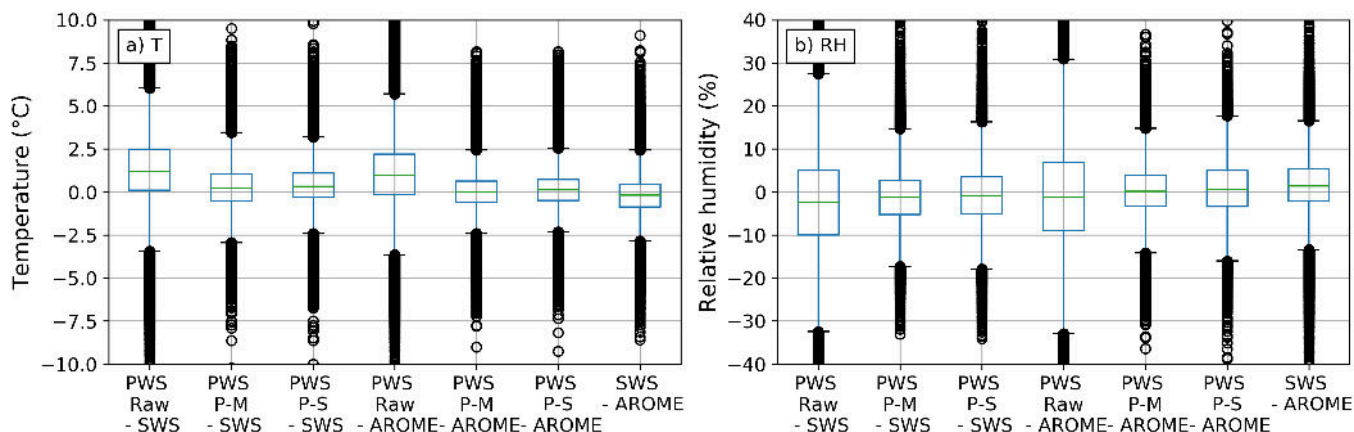 a) T
Temperature (°C)
10.0
7.5
5.0
2.5
0.0
−2.5
−5.0
−7.5
−10.0
PWS PWS PWS PWS PWS PWS SWS
Raw P-M P-S Raw P-M P-S - AROME
- SWS - SWS - SWS - AROME - AROME - AROME
b) RH
Relative humidity (%)
40
30
20
10
0
−10
−20
−30
−40
PWS PWS PWS PWS PWS PWS SWS
Raw P-M P-S Raw P-M P-S - AROME
- SWS - SWS - SWS - AROME - AROME - AROME